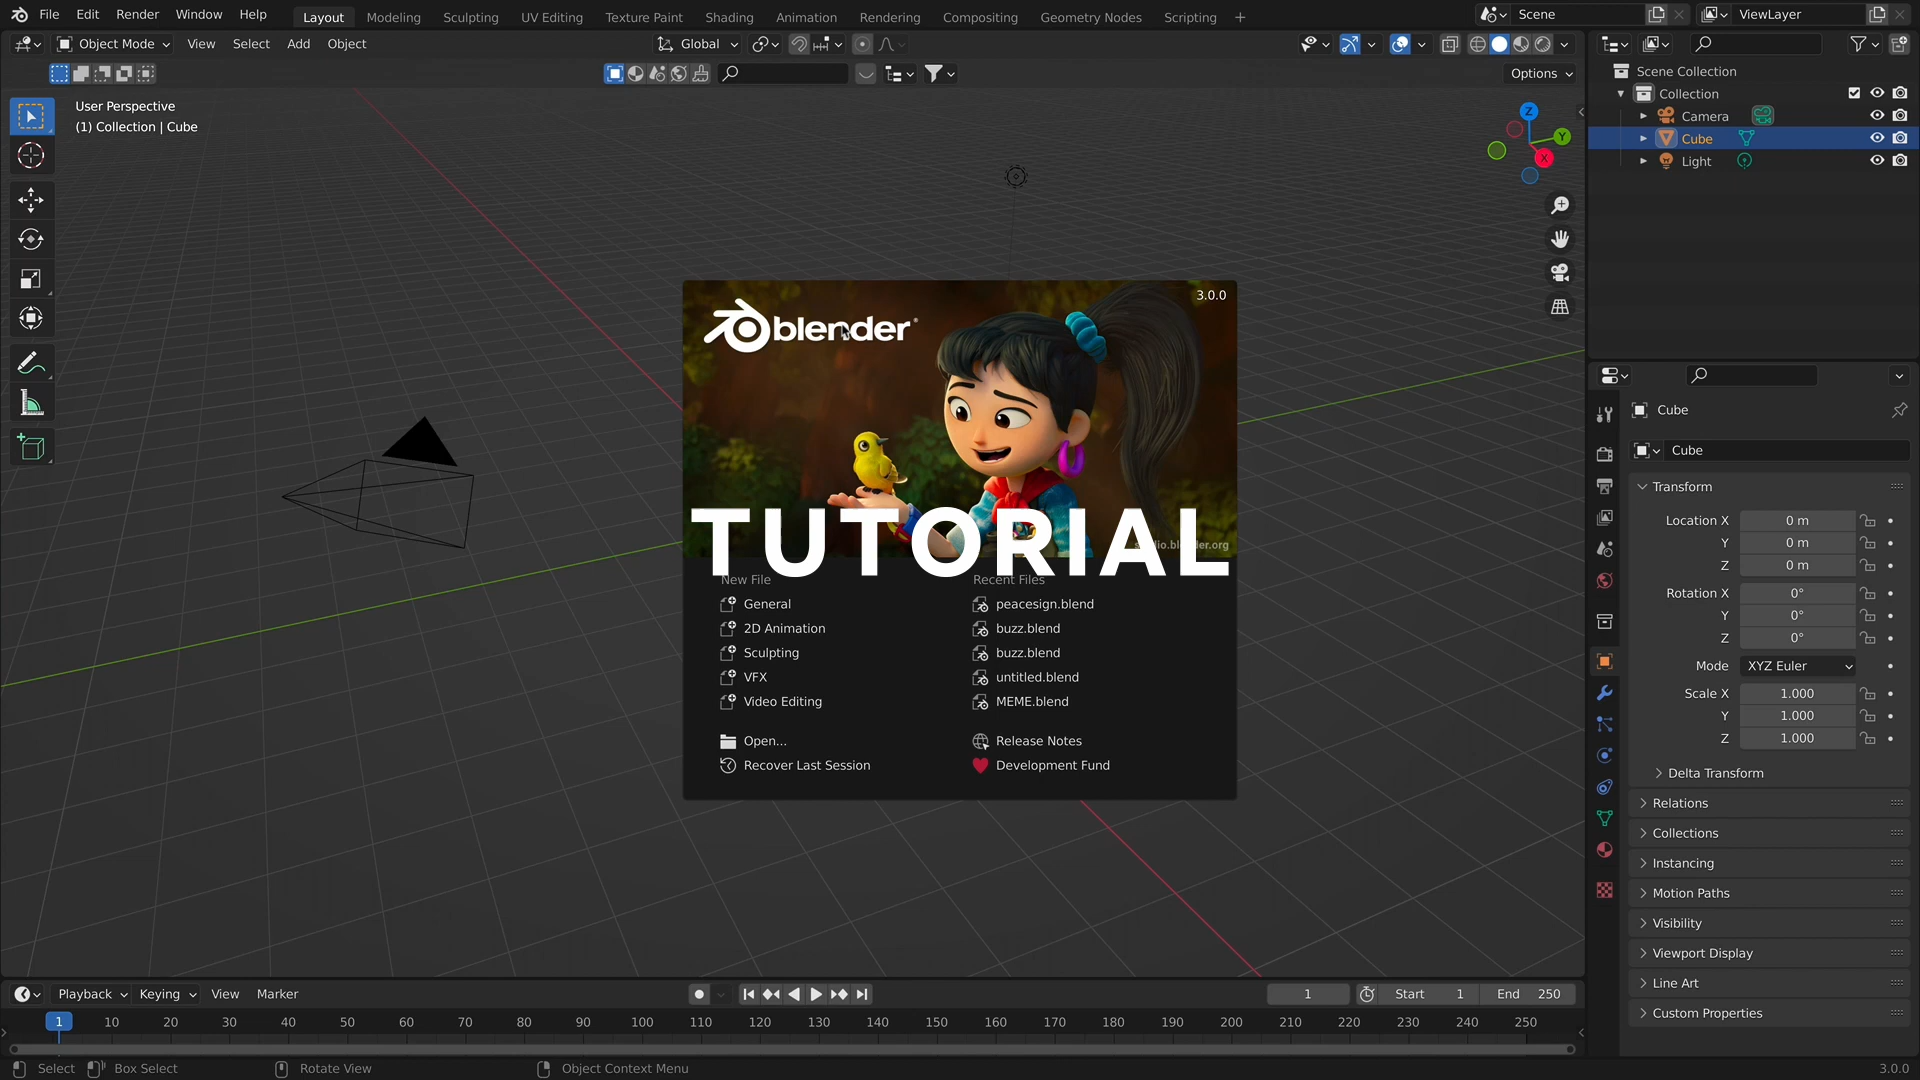 File Edit Render Window Help Layout Modeling Sculpting UV Editing Texture Paint Shading Animation Rendering Compositing Geometry Nodes Scripting + Scene ViewLayer
Object Mode View Select Add Object Global
Options
User Perspective
(1) Collection | Cube
Z
Y
X
Scene Collection
Collection
Camera
Cube
Light
3.0.0
blender
TUTORIAL
New File
General
2D Animation
Sculpting
VFX
Video Editing
Open...
Recover Last Session
Recent Files
peacesign.blend
buzz.blend
buzz.blend
untitled.blend
MEME.blend
Release Notes
Development Fund
Cube
Cube
Transform
Location X 0 m
Y 0 m
Z 0 m
Rotation X 0°
Y 0°
Z 0°
Mode XYZ Euler
Scale X 1.000
Y 1.000
Z 1.000
Delta Transform
Relations
Collections
Instancing
Motion Paths
Visibility
Viewport Display
Line Art
Custom Properties
Playback Keying View Marker 1 Start 1 End 250
1 10 20 30 40 50 60 70 80 90 100 110 120 130 140 150 160 170 180 190 200 210 220 230 240 250
Select Box Select Rotate View Object Context Menu 3.0.0